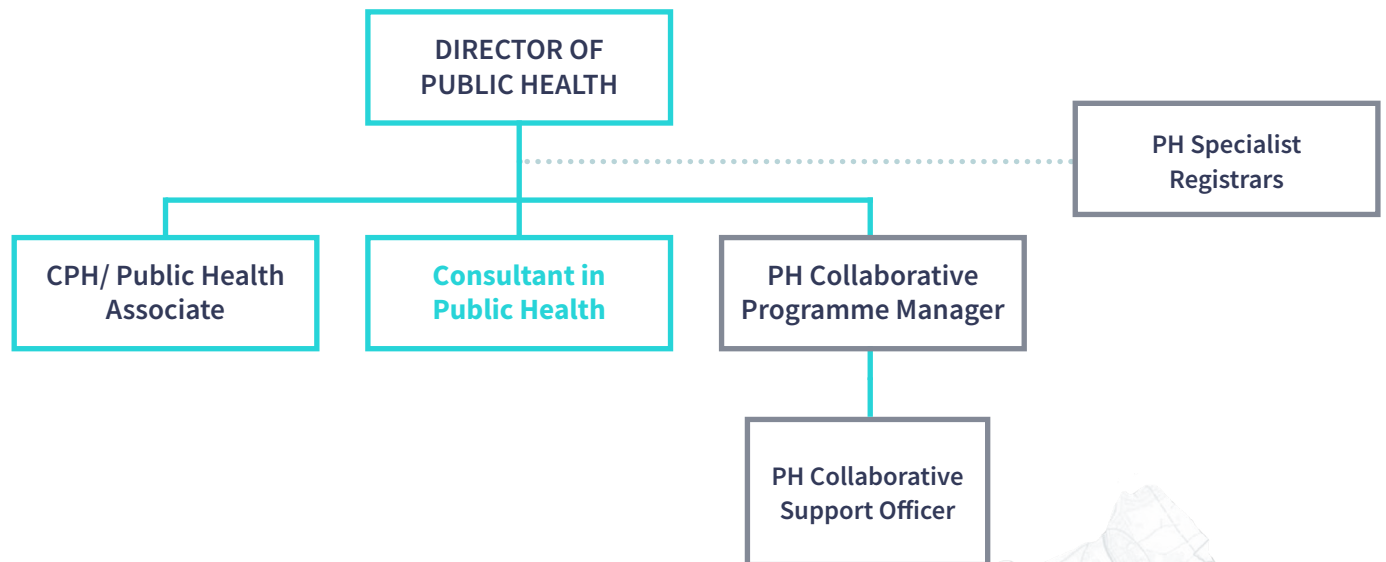 DIRECTOR OF
PUBLIC HEALTH
PH Specialist
Registrars
CPH/ Public Health
Associate
Consultant in
Public Health
PH Collaborative
Programme Manager
PH Collaborative
Support Officer